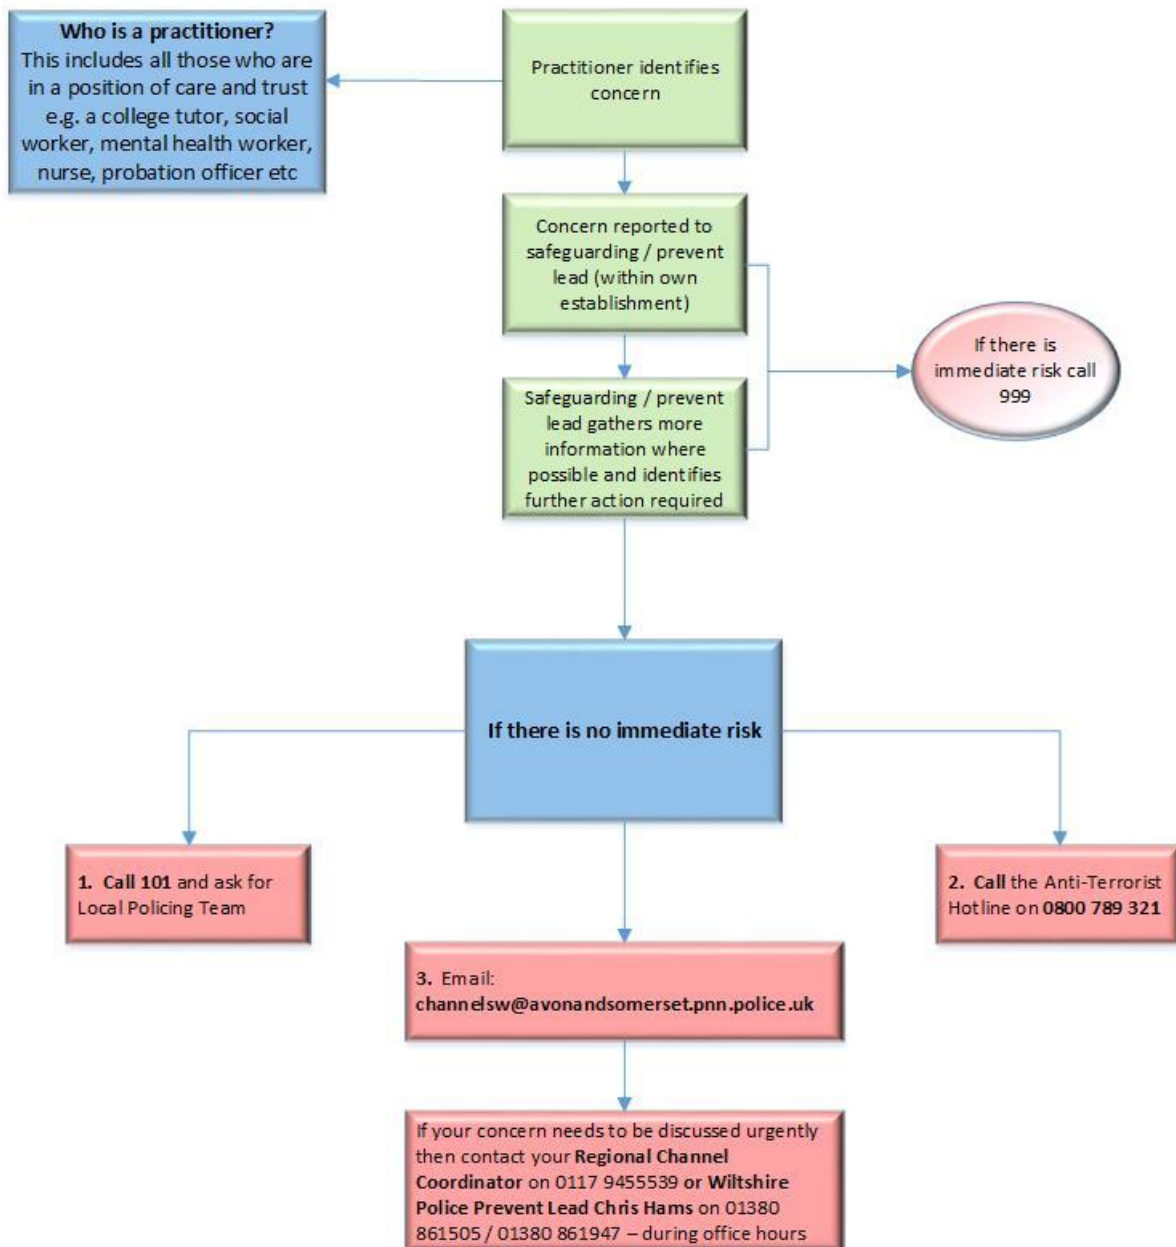 Who is a practitioner?
This includes all those who are
in a position of care and trust
e.g. a college tutor, social
worker, mental health worker,
nurse, probation officer etc
Practitioner identifies
concern
Concern reported to
safeguarding / prevent
lead (within own
establishment)
If there is
immediate risk call
999
Safeguarding / prevent
lead gathers more
information where
possible and identifies
further action required
If there is no immediate risk
1. Call 101 and ask for
Local Policing Team
2. Call the Anti-Terrorist
Hotline on 0800 789 321
3. Email:
channelsw@avonandsomerset.pnn.police.uk
If your concern needs to be discussed urgently
then contact your Regional Channel
Coordinator on 0117 9455539 or Wiltshire
Police Prevent Lead Chris Hams on 01380
861505 / 01380 861947 – during office hours